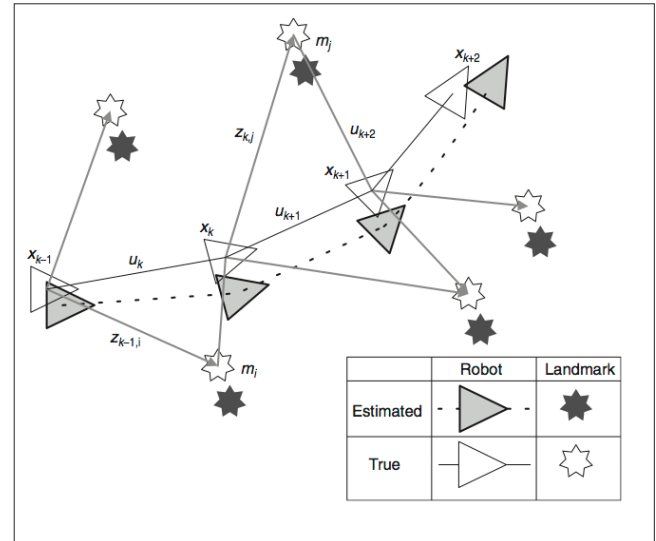 m_j
x_{k+2}
z_{k,j}
u_{k+2}
x_{k+1}
u_{k+1}
x_k
x_{k–1}
u_k
z_{k–1,i}
m_i
Robot Landmark
Estimated
True